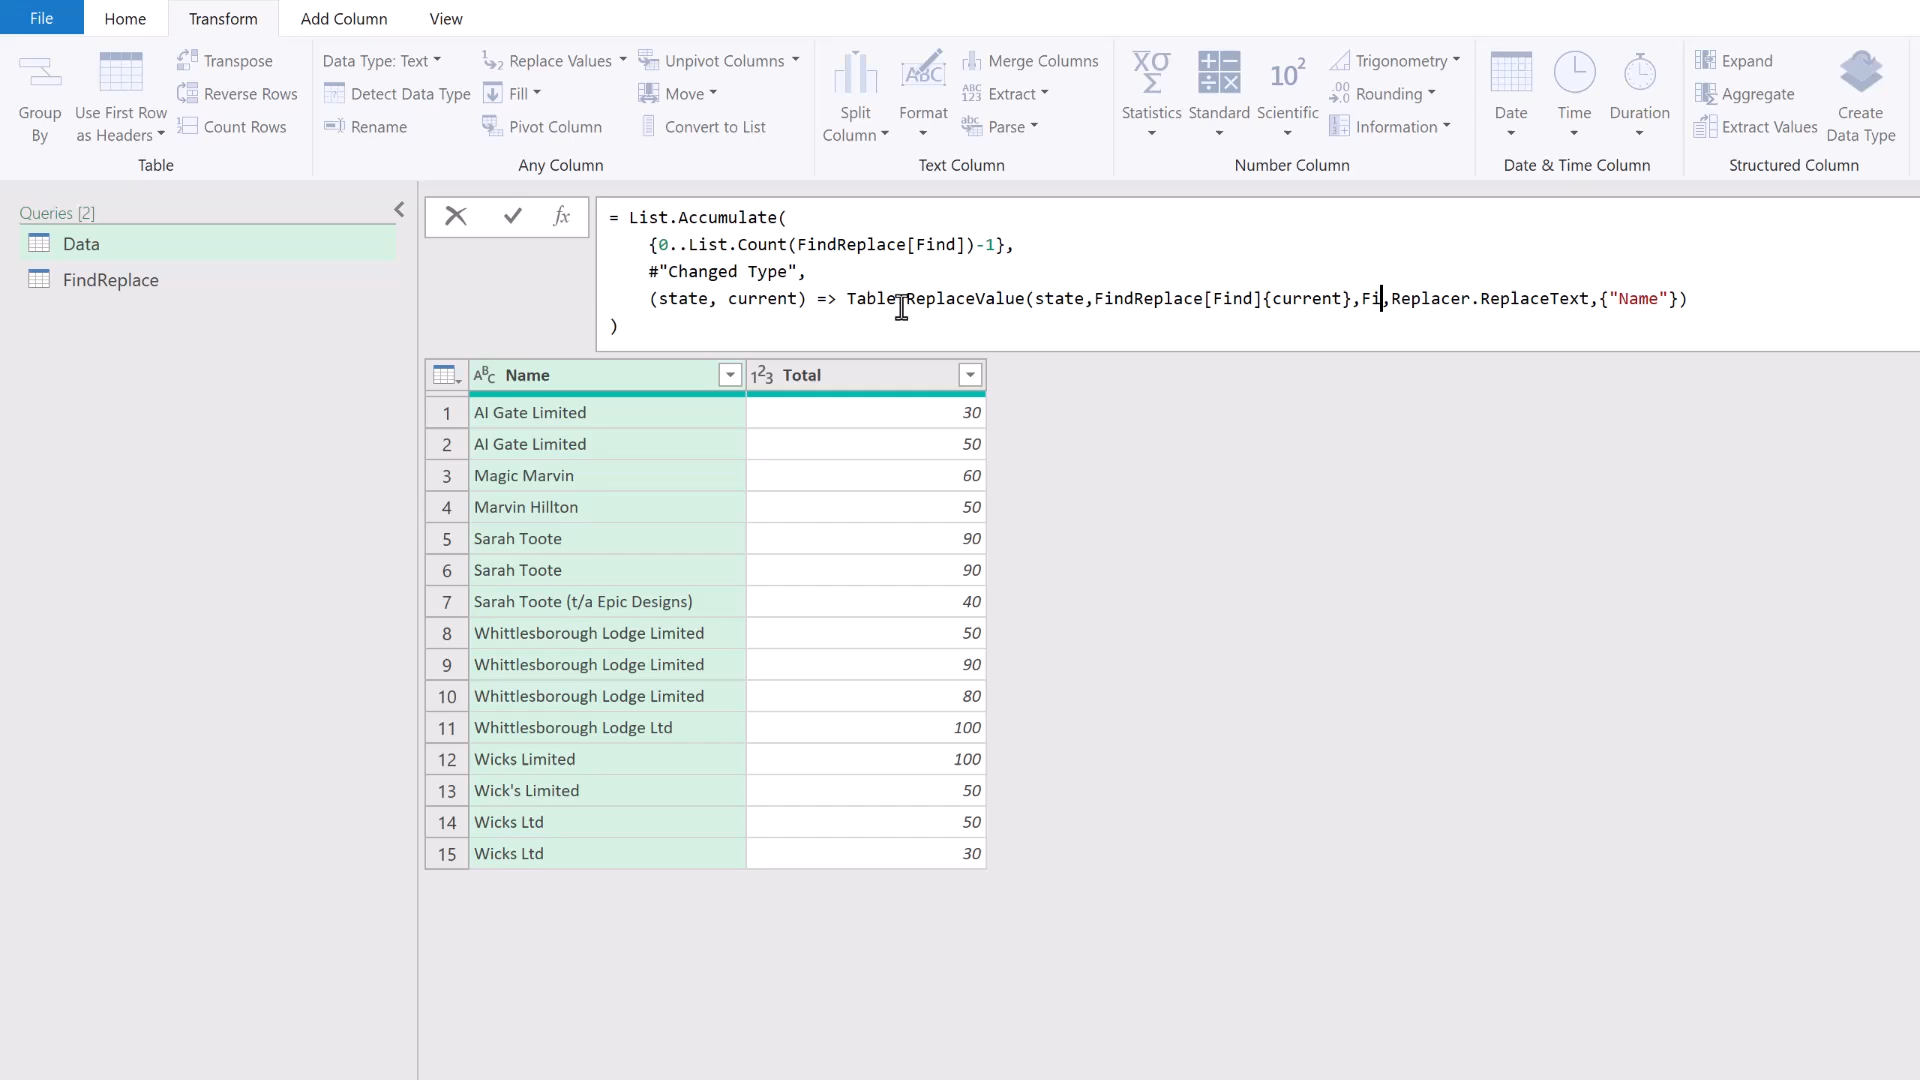 File Home Transform Add Column View
Group By
Use First Row as Headers
Transpose
Reverse Rows
Count Rows
Table
Data Type: Text
Detect Data Type
Rename
Replace Values
Fill
Pivot Column
Unpivot Columns
Move
Convert to List
Any Column
Split Column
Format
Merge Columns
Extract
Parse
Text Column
Statistics
Standard
Scientific
Trigonometry
Rounding
Information
Number Column
Date
Time
Duration
Date & Time Column
Expand
Aggregate
Extract Values
Create Data Type
Structured Column
Queries [2]
Data
FindReplace
fx
= List.Accumulate(
{0..List.Count(FindReplace[Find])-1},
#"Changed Type",
(state, current) => Table.ReplaceValue(state,FindReplace[Find]{current},Fi,Replacer.ReplaceText,{"Name"})
)
ABC Name 123 Total
1 AI Gate Limited 30
2 AI Gate Limited 50
3 Magic Marvin 60
4 Marvin Hillton 50
5 Sarah Toote 90
6 Sarah Toote 90
7 Sarah Toote (t/a Epic Designs) 40
8 Whittlesborough Lodge Limited 50
9 Whittlesborough Lodge Limited 90
10 Whittlesborough Lodge Limited 80
11 Whittlesborough Lodge Ltd 100
12 Wicks Limited 100
13 Wick's Limited 50
14 Wicks Ltd 50
15 Wicks Ltd 30